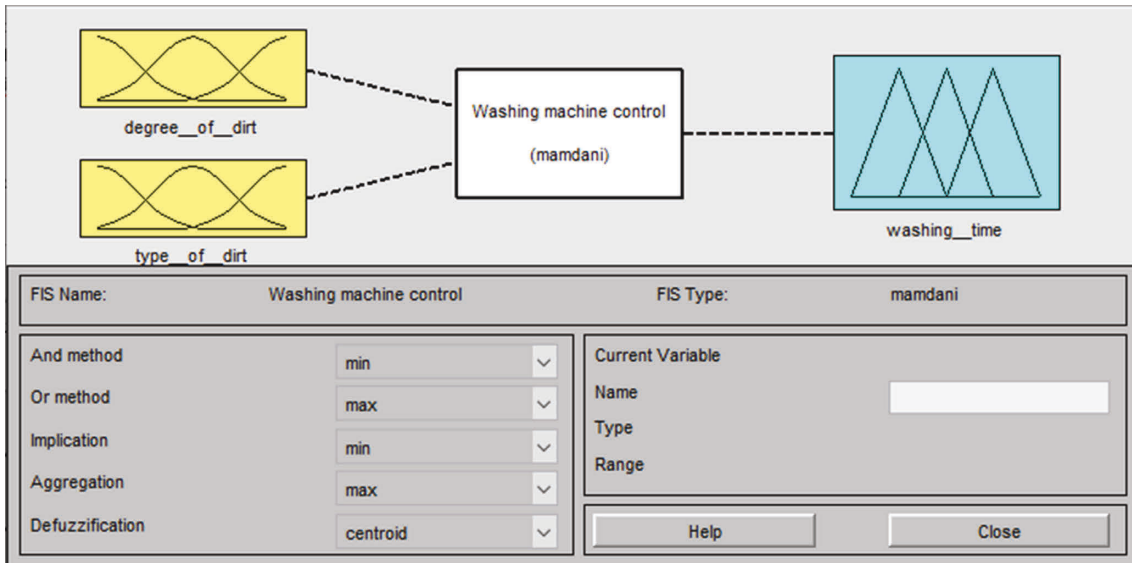 degree__of__dirt
Washing machine control
(mamdani)
type__of__dirt
washing__time
FIS Name: Washing machine control FIS Type: mamdani
And method min
Or method max
Implication min
Aggregation max
Defuzzification centroid
Current Variable
Name
Type
Range
Help Close